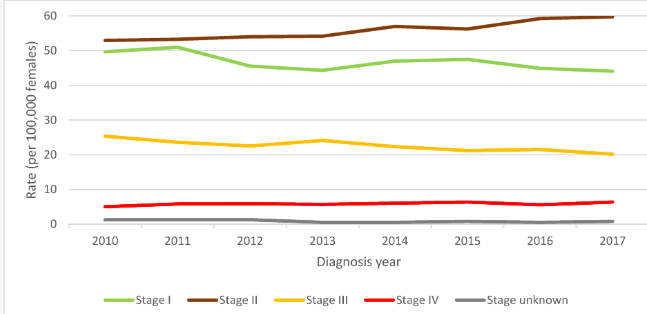 Rate (per 100,000 females)
60
50
40
30
20
10
0
2010 2011 2012 2013 2014 2015 2016 2017
Diagnosis year
Stage I Stage II Stage III Stage IV Stage unknown